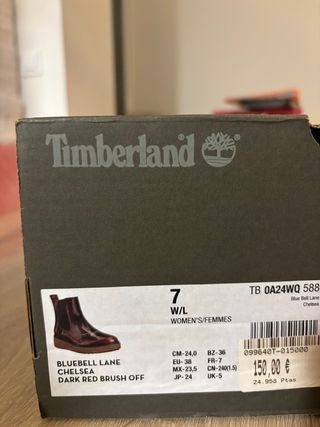 Timberland
7
W/L
WOMEN'S/FEMMES
TB 0A24WQ 588
Blue Bell Lane
Chelsea
BLUEBELL LANE
CHELSEA
DARK RED BRUSH OFF
CM-24,0 BZ-36
EU-38 FR-7
MX-23,5 CN-240(1.5)
JP-24 UK-5
099640T-015000
150,00 €
24.958 Ptas